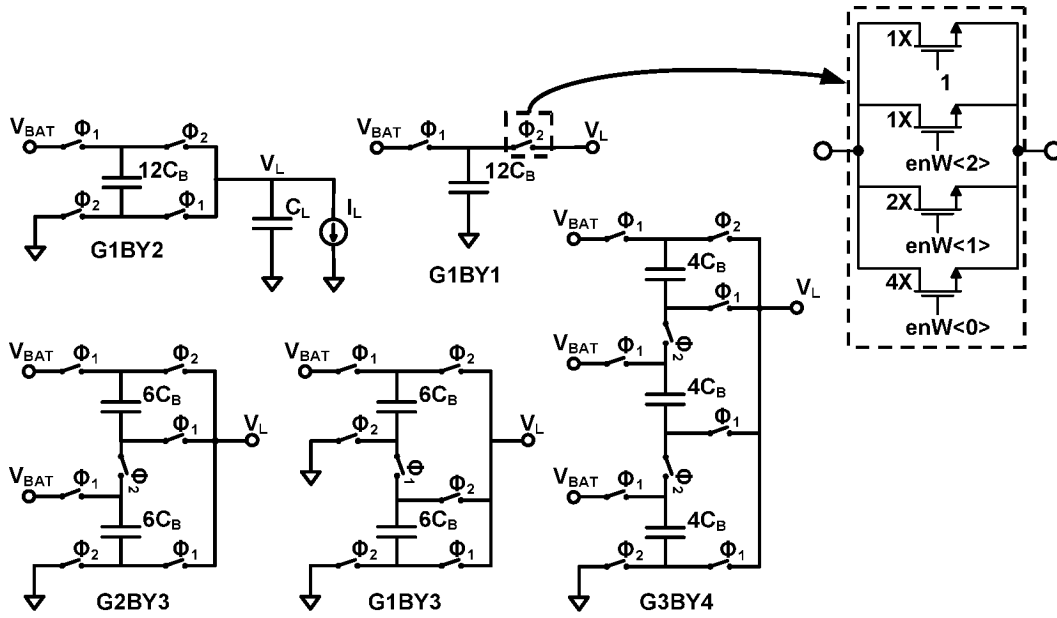 V_BAT Φ₁ Φ₂
12C_B
V_L
Φ₂ Φ₁
C_L I_L
G1BY2
V_BAT Φ₁ Φ₂ V_L
12C_B
G1BY1
1X
1
1X
enW<2>
2X
enW<1>
4X
enW<0>
V_BAT Φ₁ Φ₂
6C_B
Φ₁ V_L
Φ₂
V_BAT Φ₁
6C_B
Φ₂ Φ₁
G2BY3
V_BAT Φ₁ Φ₂
6C_B
Φ₂ V_L
Φ₁
Φ₂
6C_B
Φ₂ Φ₁
G1BY3
V_BAT Φ₁ Φ₂
4C_B
Φ₁ V_L
Φ₂
V_BAT Φ₁
4C_B
Φ₁
Φ₂
V_BAT Φ₁
4C_B
Φ₂ Φ₁
G3BY4